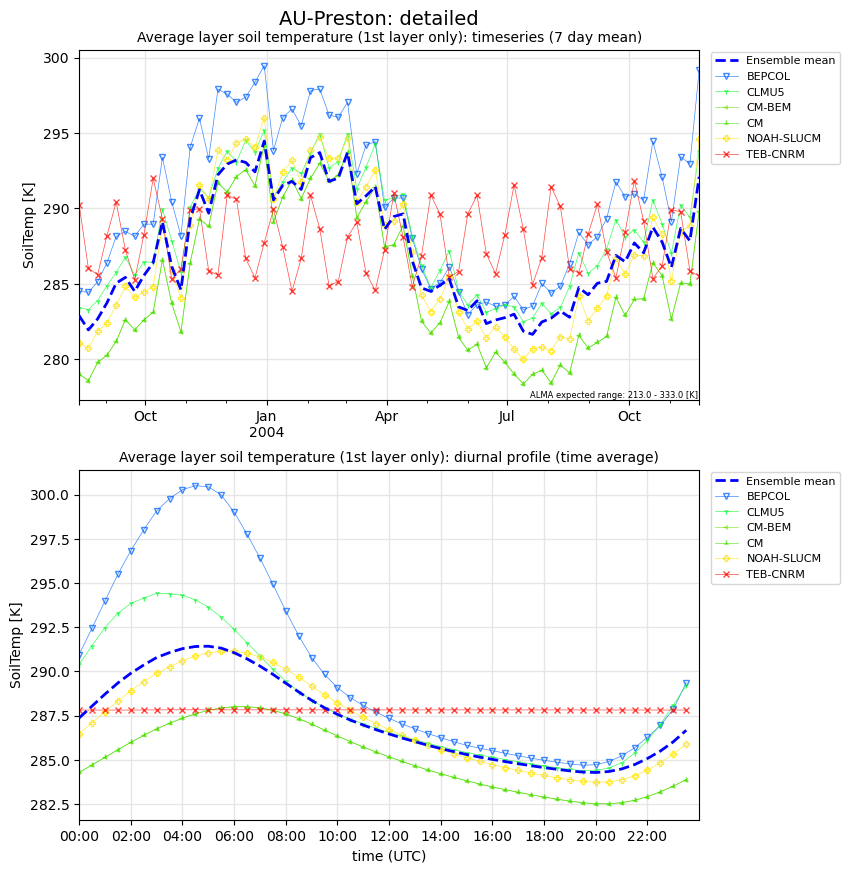 AU-Preston: detailed
Average layer soil temperature (1st layer only): timeseries (7 day mean)
SoilTemp [K]
300
295
290
285
280
Oct
Jan
2004
Apr
Jul
Oct
ALMA expected range: 213.0 - 333.0 [K]
Ensemble mean
BEPCOL
CLMU5
CM-BEM
CM
NOAH-SLUCM
TEB-CNRM
Average layer soil temperature (1st layer only): diurnal profile (time average)
SoilTemp [K]
300.0
297.5
295.0
292.5
290.0
287.5
285.0
282.5
00:00
02:00
04:00
06:00
08:00
10:00
12:00
14:00
16:00
18:00
20:00
22:00
time (UTC)
Ensemble mean
BEPCOL
CLMU5
CM-BEM
CM
NOAH-SLUCM
TEB-CNRM